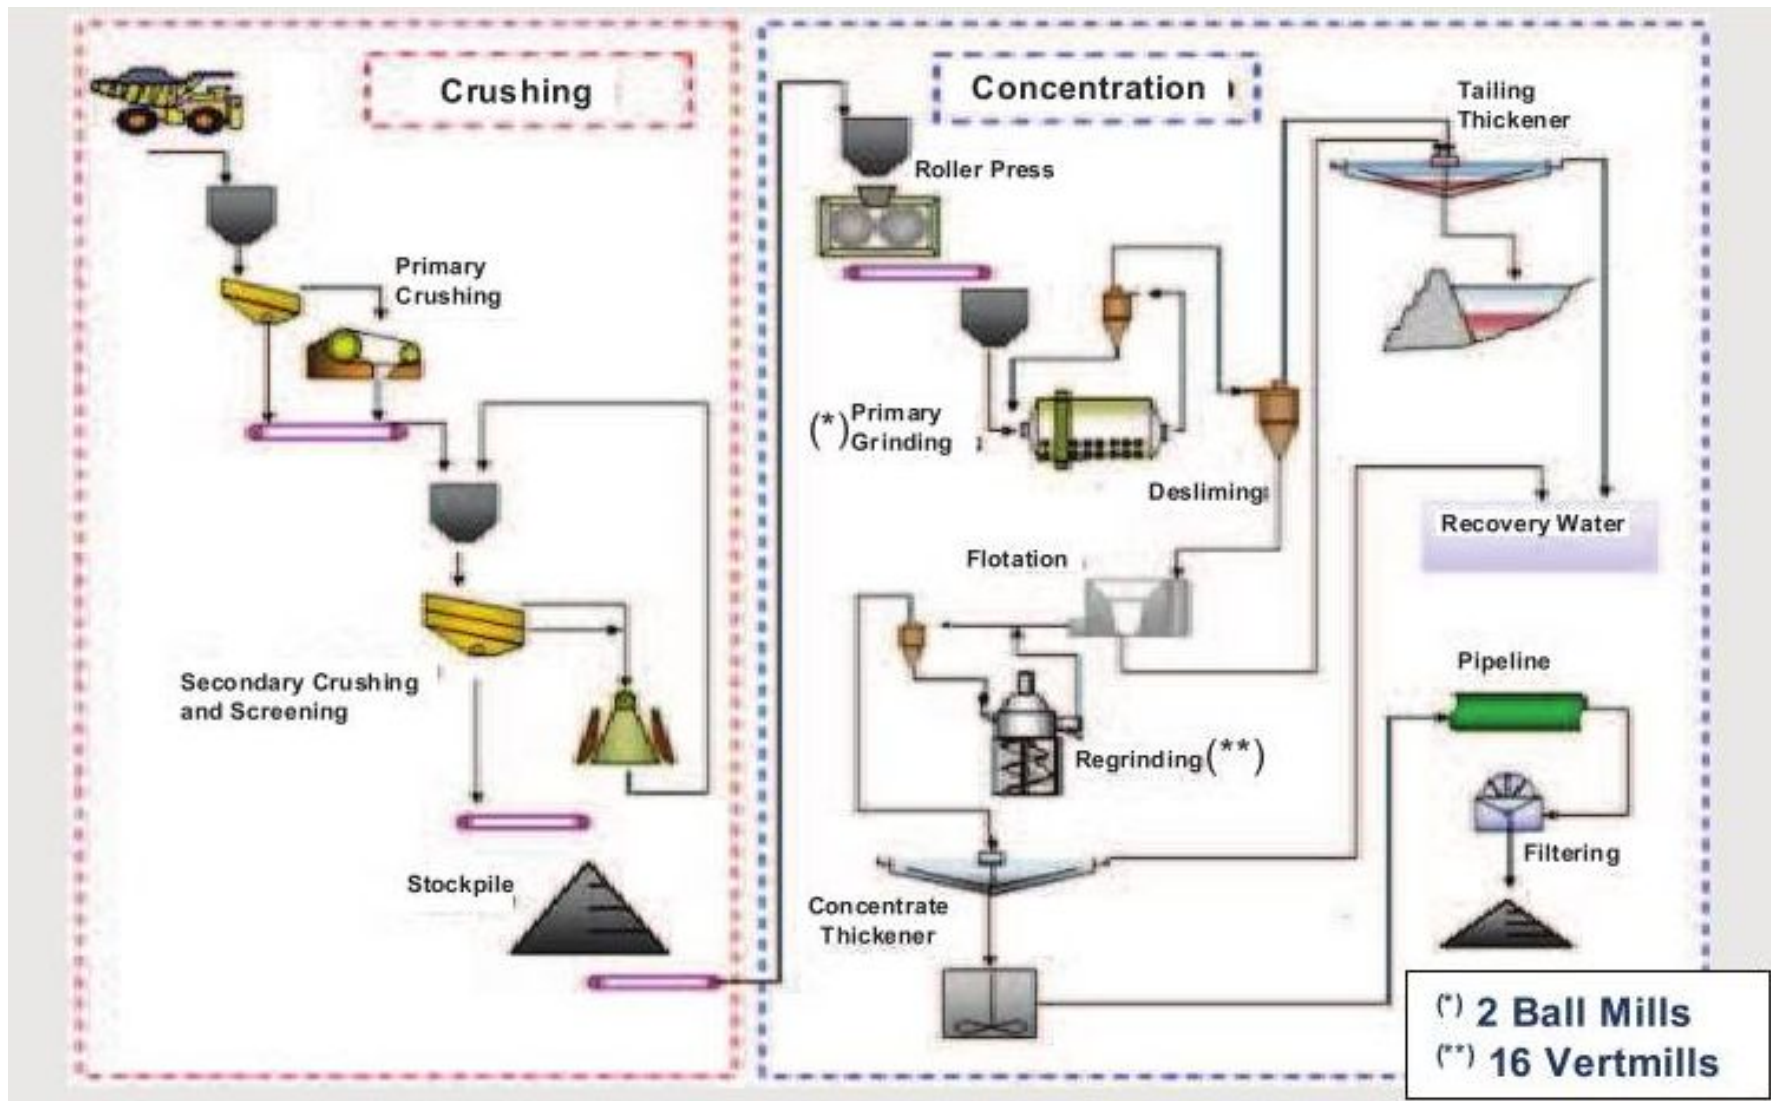 Crushing
Primary
Crushing
Secondary Crushing
and Screening
Stockpile
Concentration
Roller Press
(*) Primary
Grinding
Desliming
Flotation
Regrinding (**)
Concentrate
Thickener
Tailing
Thickener
Recovery Water
Pipeline
Filtering
(*) 2 Ball Mills
(**) 16 Vertmills